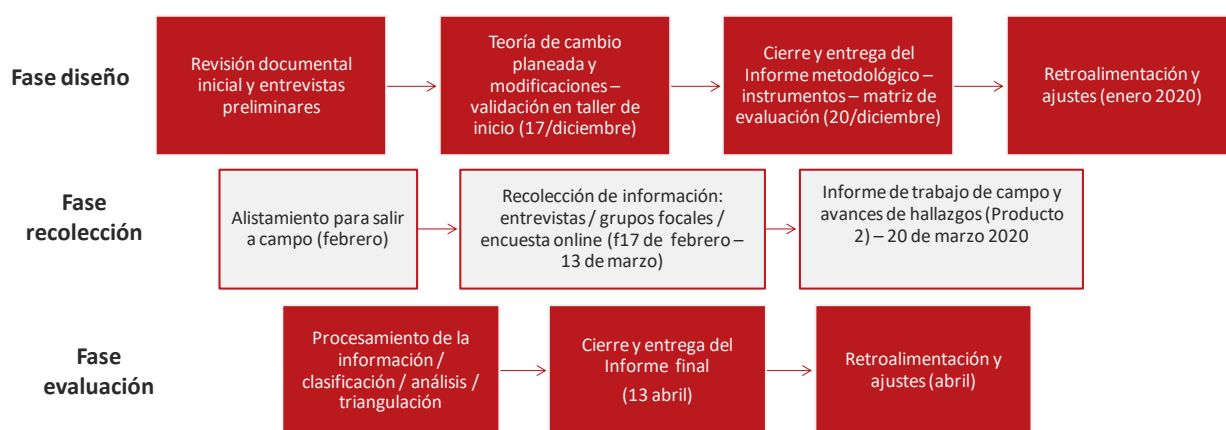 Fase diseño
Revisión documental
inicial y entrevistas
preliminares
Teoría de cambio
planeada y
modificaciones –
validación en taller de
inicio (17/diciembre)
Cierre y entrega del
Informe metodológico –
instrumentos – matriz de
evaluación (20/diciembre)
Retroalimentación y
ajustes (enero 2020)
Fase
recolección
Alistamiento para salir
a campo (febrero)
Recolección de información:
entrevistas / grupos focales /
encuesta online (f17 de febrero –
13 de marzo)
Informe de trabajo de campo y
avances de hallazgos (Producto
2) – 20 de marzo 2020
Fase
evaluación
Procesamiento de la
información /
clasificación / análisis /
triangulación
Cierre y entrega del
Informe final
(13 abril)
Retroalimentación y
ajustes (abril)